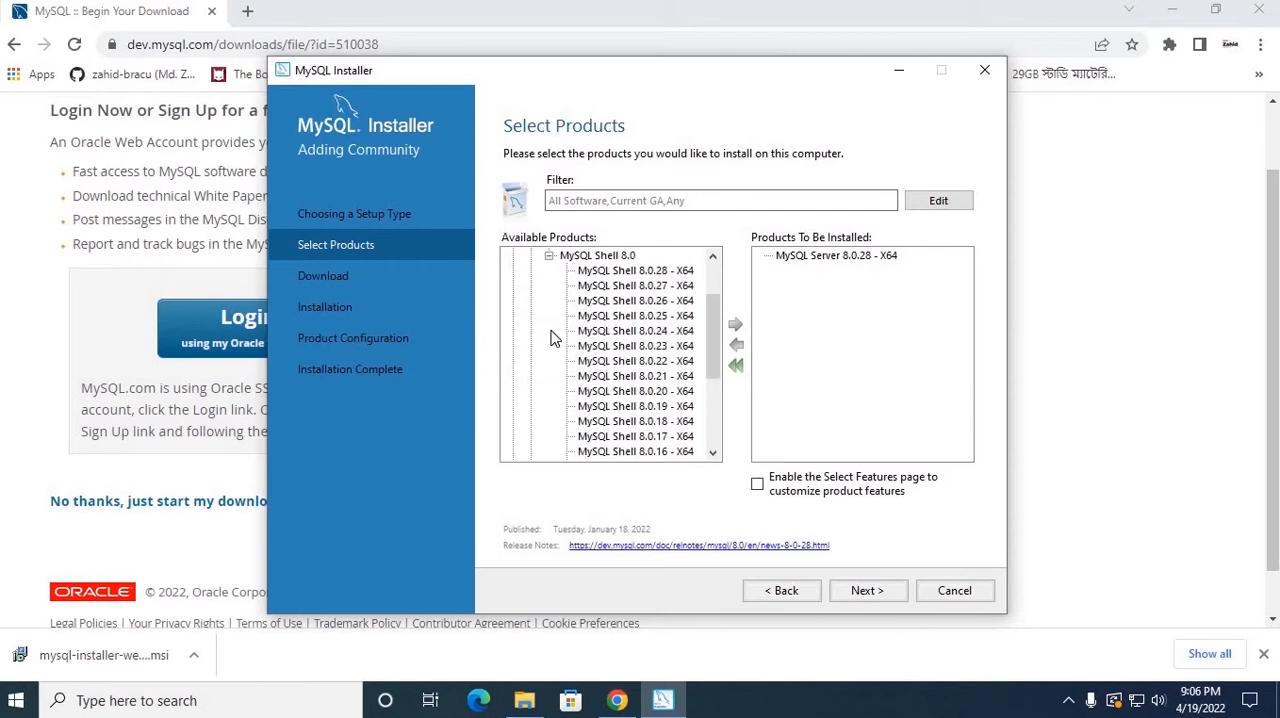 MySQL :: Begin Your Download
dev.mysql.com/downloads/file/?id=510038
Zahid
Apps
zahid-bracu (Md. Z...
The Bo
29GB স্টাডি ম্যাটেরি...
»
Login Now or Sign Up for a f
An Oracle Web Account provides yo
Fast access to MySQL software d
Download technical White Paper
Post messages in the MySQL Dis
Report and track bugs in the MyS
Login
using my Oracle
MySQL.com is using Oracle SS
account, click the Login link. O
Sign Up link and following the
No thanks, just start my downlo
ORACLE © 2022, Oracle Corpo
Legal Policies | Your Privacy Rights | Terms of Use | Trademark Policy | Contributor Agreement | Cookie Preferences
MySQL Installer
MySQL® Installer
Adding Community
Choosing a Setup Type
Select Products
Download
Installation
Product Configuration
Installation Complete
Select Products
Please select the products you would like to install on this computer.
Filter:
All Software,Current GA,Any
Edit
Available Products:
MySQL Shell 8.0
MySQL Shell 8.0.28 - X64
MySQL Shell 8.0.27 - X64
MySQL Shell 8.0.26 - X64
MySQL Shell 8.0.25 - X64
MySQL Shell 8.0.24 - X64
MySQL Shell 8.0.23 - X64
MySQL Shell 8.0.22 - X64
MySQL Shell 8.0.21 - X64
MySQL Shell 8.0.20 - X64
MySQL Shell 8.0.19 - X64
MySQL Shell 8.0.18 - X64
MySQL Shell 8.0.17 - X64
MySQL Shell 8.0.16 - X64
Products To Be Installed:
MySQL Server 8.0.28 - X64
Enable the Select Features page to
customize product features
Published: Tuesday, January 18, 2022
Release Notes: https://dev.mysql.com/doc/relnotes/mysql/8.0/en/news-8-0-28.html
< Back
Next >
Cancel
mysql-installer-we....msi
Show all
Type here to search
9:06 PM
4/19/2022